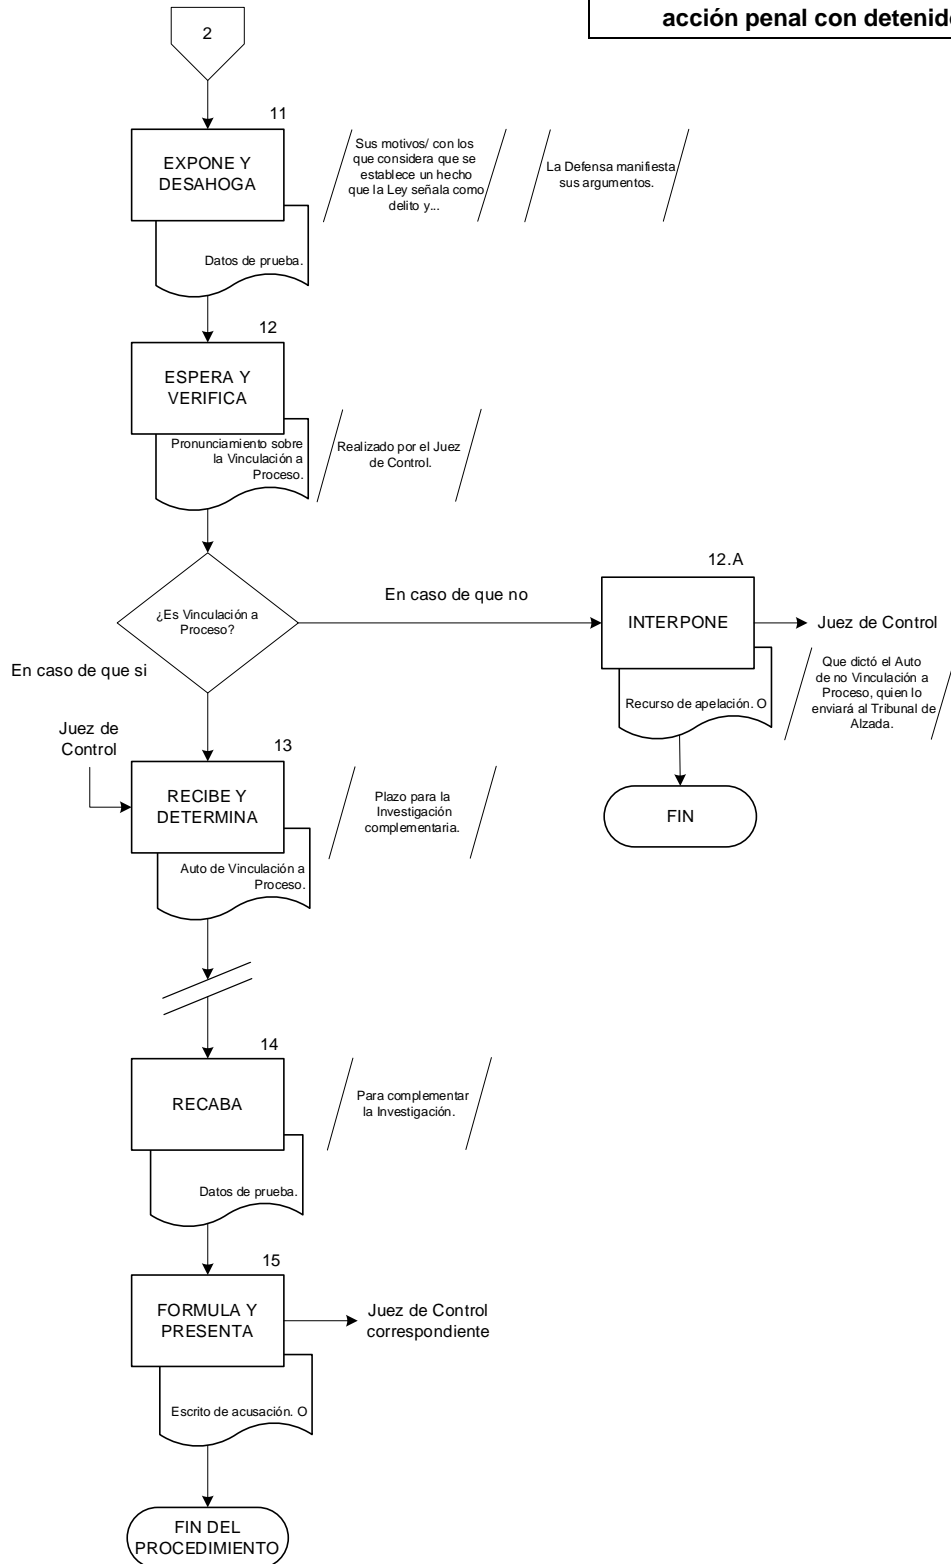 acción penal con detenido
2
11
EXPONE Y
DESAHOGA
Datos de prueba.
Sus motivos/ con los
que considera que se
establece un hecho
que la Ley señala como
delito y...
La Defensa manifiesta
sus argumentos.
12
ESPERA Y
VERIFICA
Pronunciamiento sobre
la Vinculación a
Proceso.
Realizado por el Juez
de Control.
¿Es Vinculación a
Proceso?
En caso de que no
12.A
INTERPONE
Juez de Control
Recurso de apelación. O
Que dictó el Auto
de no Vinculación a
Proceso, quien lo
enviará al Tribunal de
Alzada.
FIN
En caso de que si
Juez de
Control
13
RECIBE Y
DETERMINA
Auto de Vinculación a
Proceso.
Plazo para la
Investigación
complementaria.
14
RECABA
Datos de prueba.
Para complementar
la Investigación.
15
FORMULA Y
PRESENTA
Juez de Control
correspondiente
Escrito de acusación. O
FIN DEL
PROCEDIMIENTO